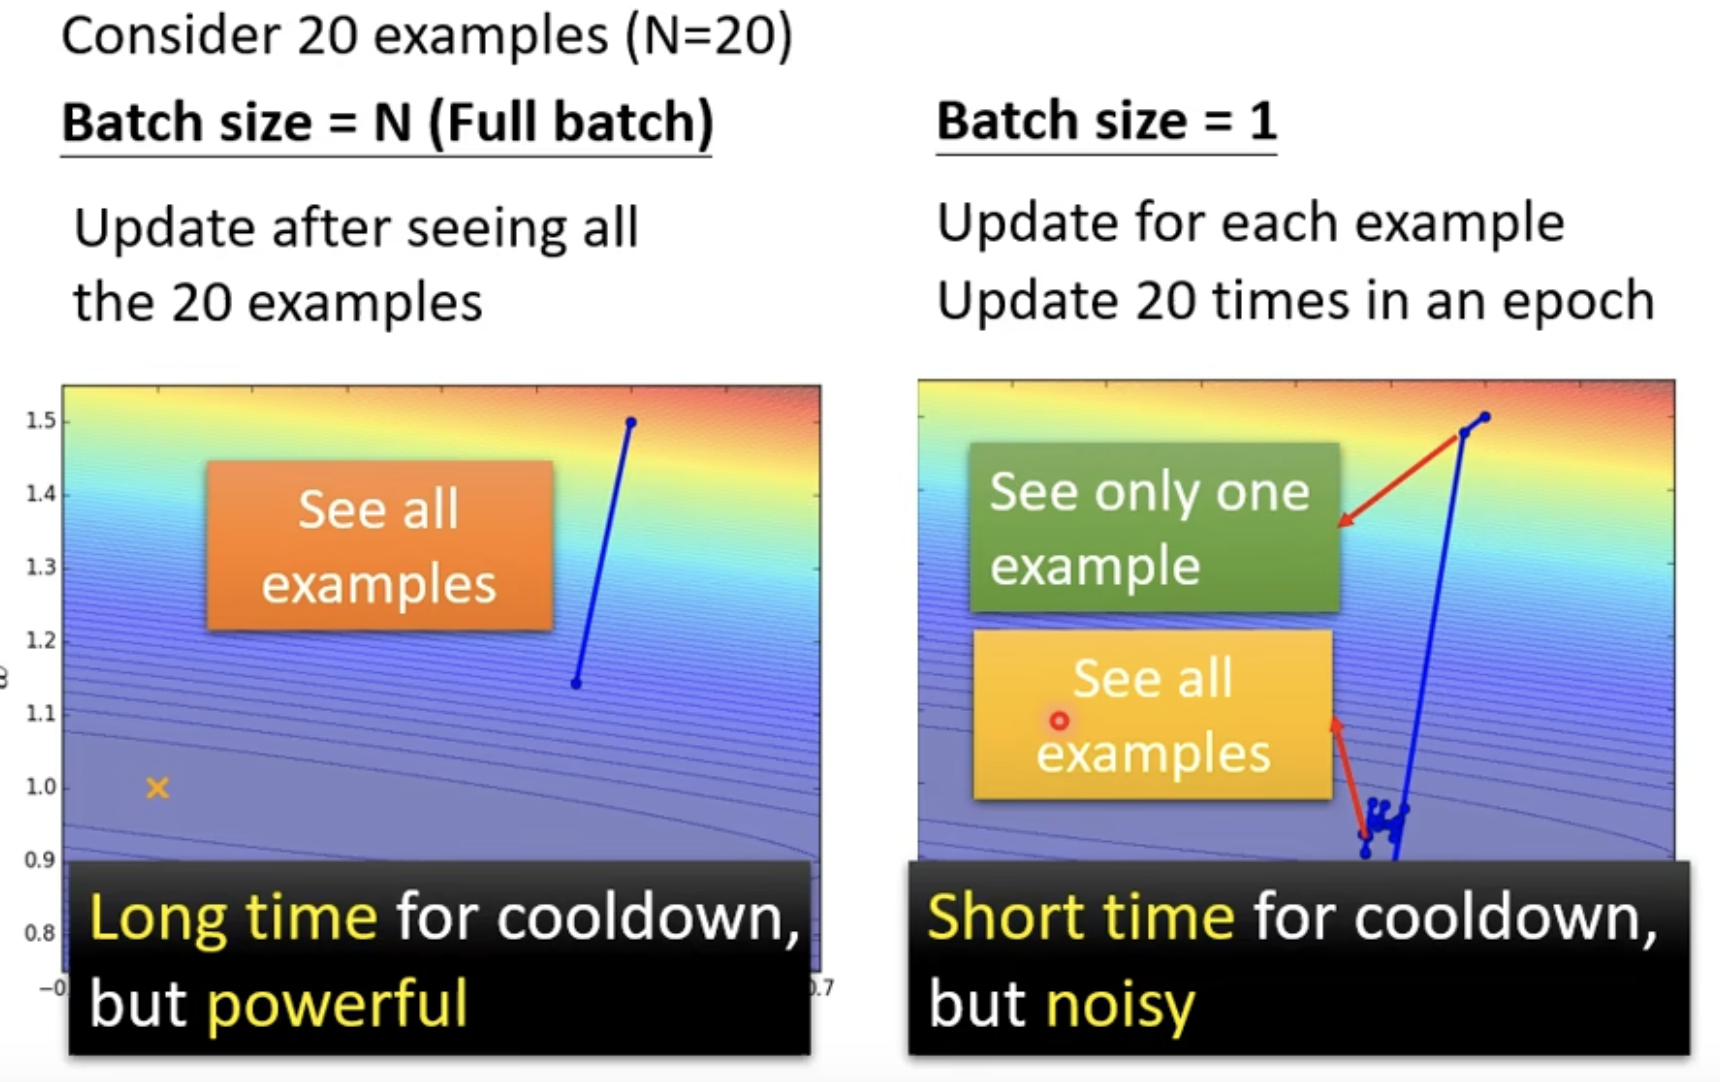 Consider 20 examples (N=20)
Batch size = N (Full batch)
Update after seeing all
the 20 examples
1.5
1.4
1.3
1.2
1.1
1.0
0.9
0.8
See all
examples
Long time for cooldown,
but powerful
Batch size = 1
Update for each example
Update 20 times in an epoch
See only one
example
See all
examples
Short time for cooldown,
but noisy